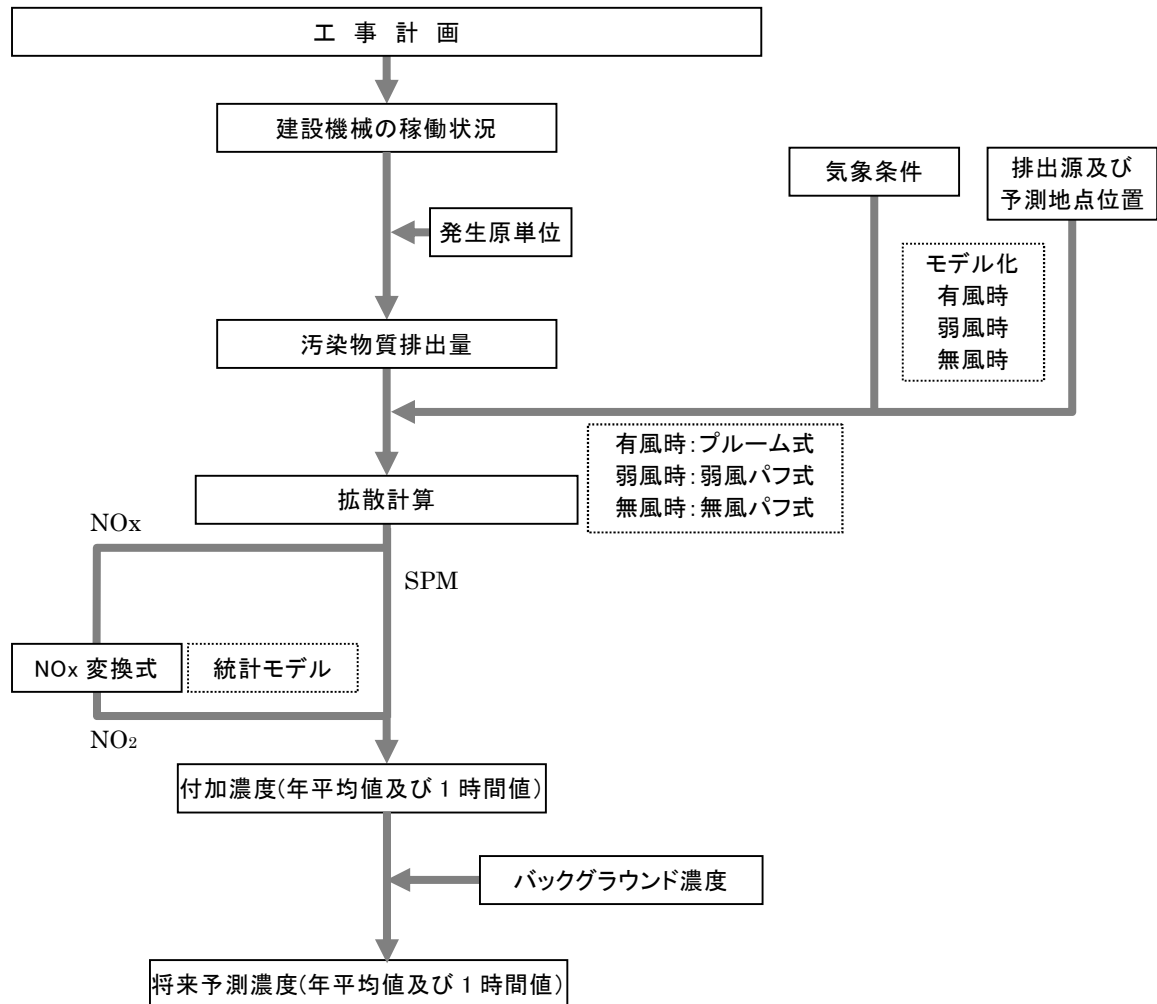 工 事 計 画
建設機械の稼働状況
気象条件
排出源及び
予測地点位置
発生原単位
モデル化
有風時
弱風時
無風時
汚染物質排出量
有風時：プルーム式
弱風時：弱風パフ式
無風時：無風パフ式
拡散計算
NOx
SPM
NOx 変換式
統計モデル
NO₂
付加濃度(年平均値及び 1 時間値)
バックグラウンド濃度
将来予測濃度(年平均値及び 1 時間値)